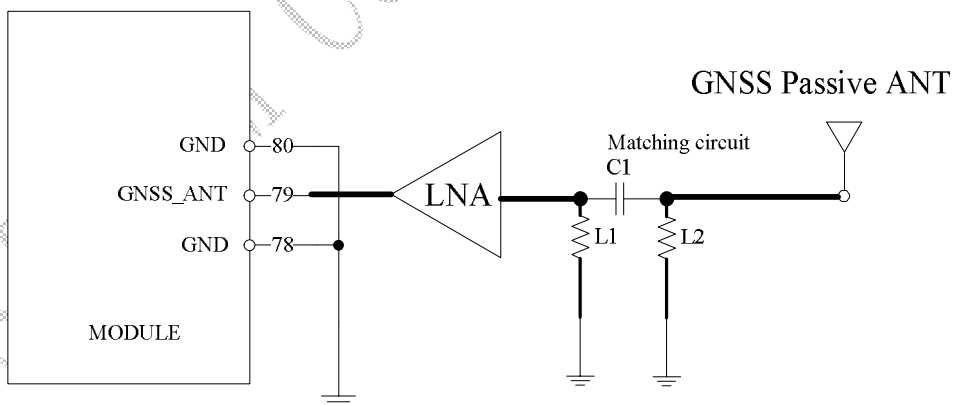 GNSS Passive ANT
Matching circuit
C1
GND
80
GNSS_ANT
79
LNA
GND
78
L1
L2
MODULE